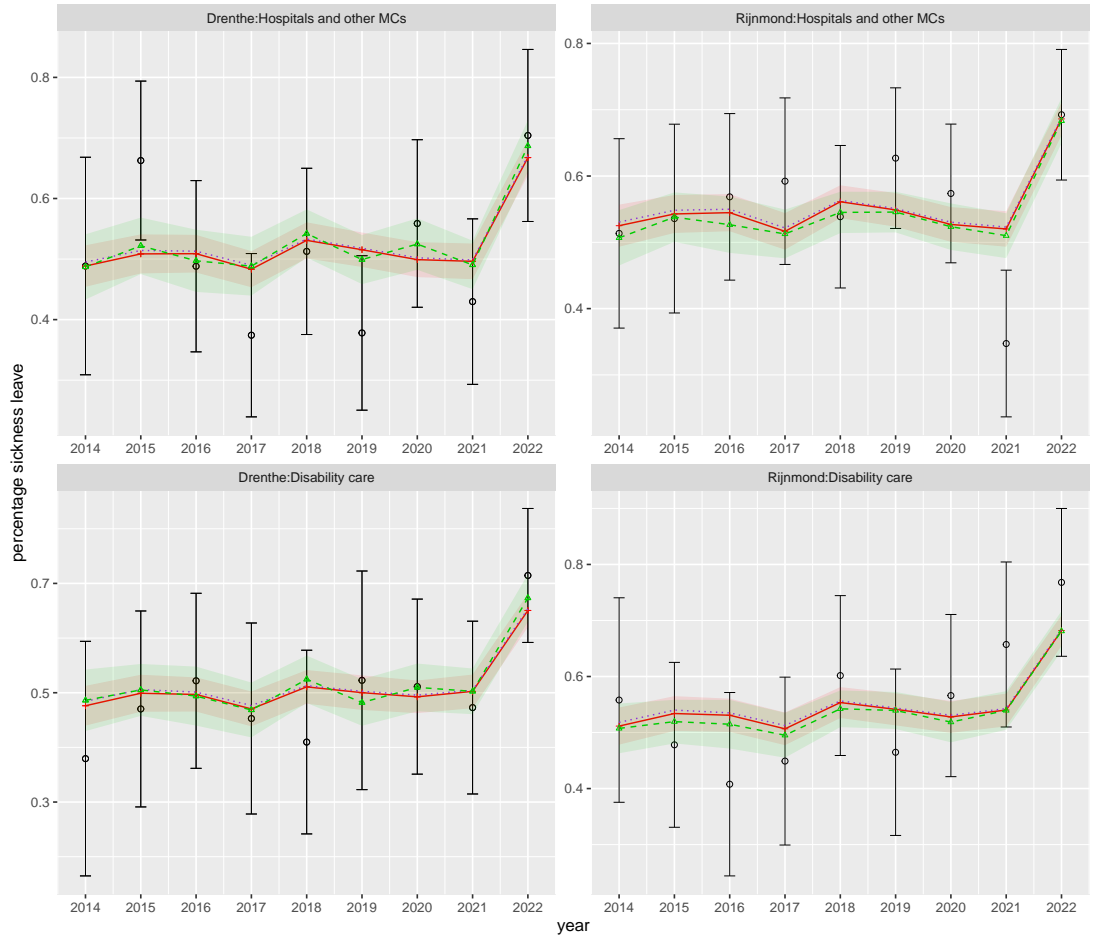 Drenthe:Hospitals and other MCs
Rijnmond:Hospitals and other MCs
0.8
0.6
0.4
0.8
0.6
0.4
2014 2015 2016 2017 2018 2019 2020 2021 2022
2014 2015 2016 2017 2018 2019 2020 2021 2022
percentage sickness leave
Drenthe:Disability care
Rijnmond:Disability care
0.7
0.5
0.3
0.8
0.6
0.4
2014 2015 2016 2017 2018 2019 2020 2021 2022
2014 2015 2016 2017 2018 2019 2020 2021 2022
year